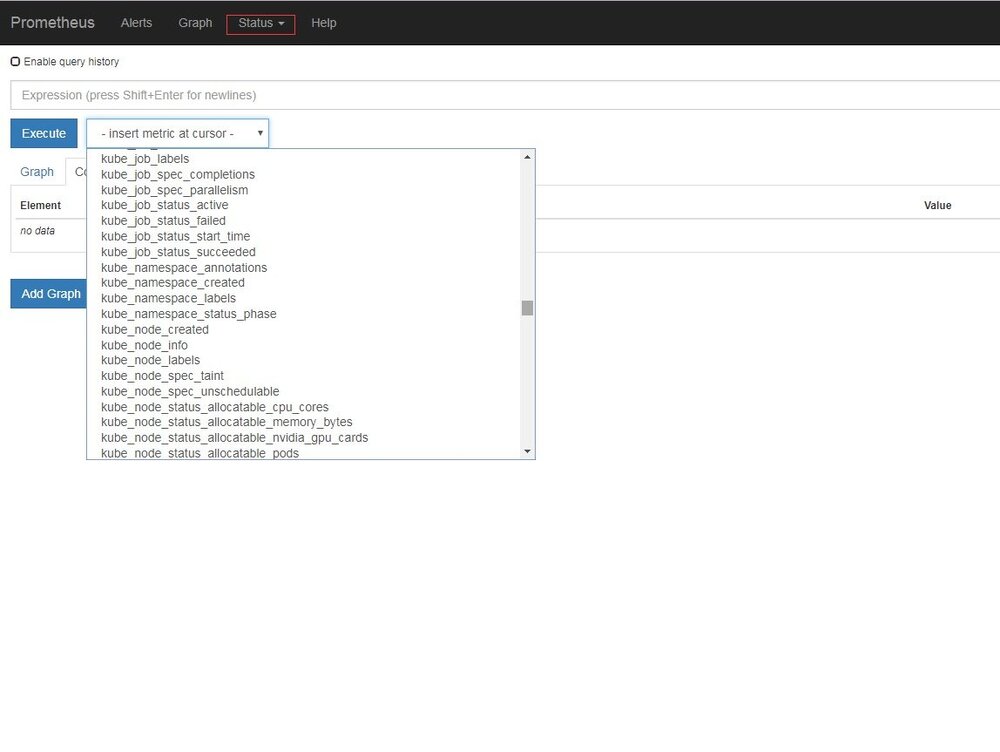 Prometheus Alerts Graph Status Help
Enable query history
Expression (press Shift+Enter for newlines)
Execute - insert metric at cursor -
kube_job_labels
Graph
kube_job_spec_completions
kube_job_spec_parallelism
Element kube_job_status_active Value
kube_job_status_failed
no data
kube_job_status_start_time
kube_job_status_succeeded
kube_namespace_annotations
kube_namespace_created
Add Graph
kube_namespace_labels
kube_namespace_status_phase
kube_node_created
kube_node_info
kube_node_labels
kube_node_spec_taint
kube_node_spec_unschedulable
kube_node_status_allocatable_cpu_cores
kube_node_status_allocatable_memory_bytes
kube_node_status_allocatable_nvidia_gpu_cards
kube_node_status_allocatable_pods